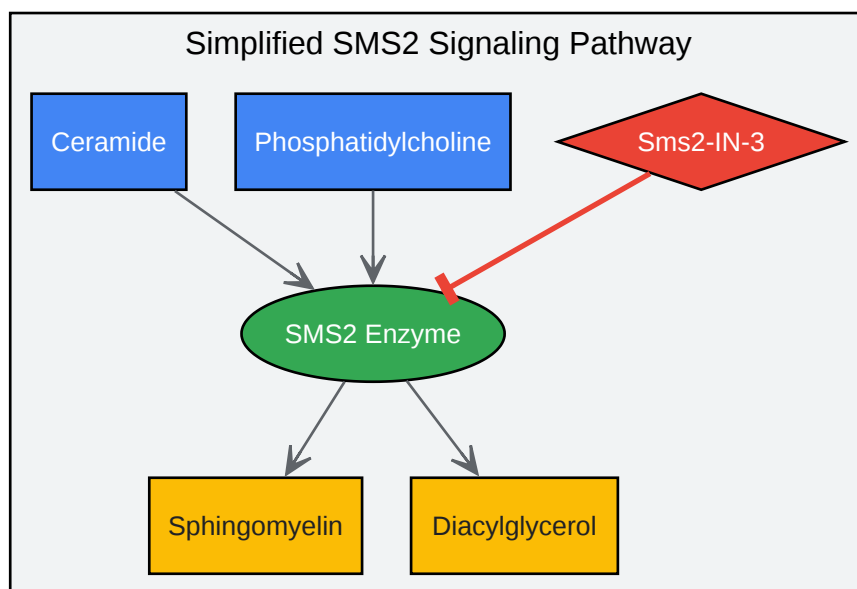 Simplified SMS2 Signaling Pathway
Ceramide
Phosphatidylcholine
Sms2-IN-3
SMS2 Enzyme
Sphingomyelin
Diacylglycerol